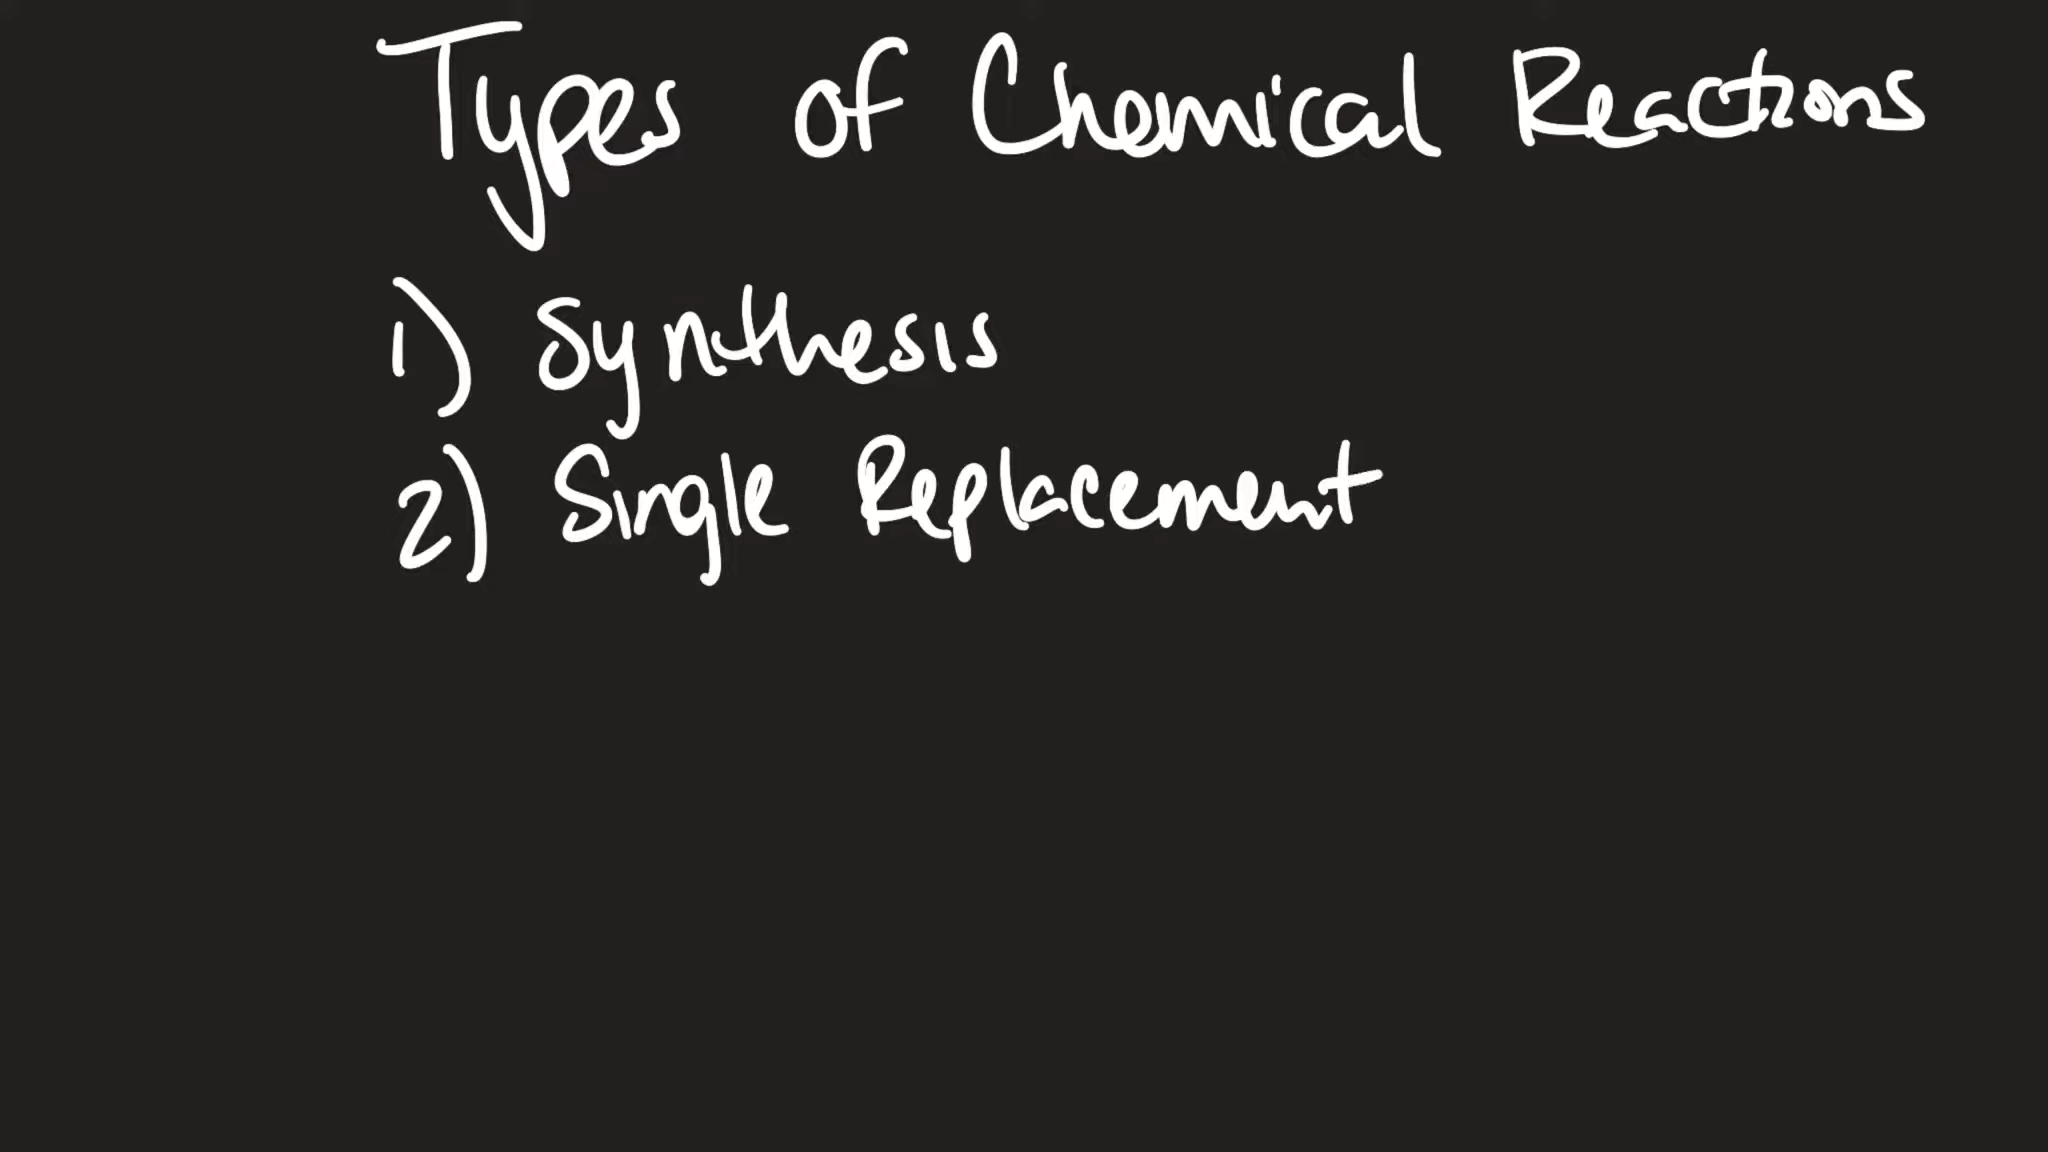 Types of Chemical Reactions
1) Synthesis
2) Single Replacement